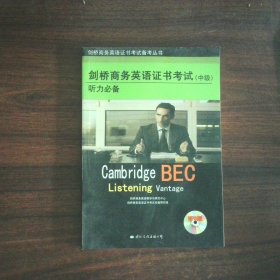 剑桥商务英语证书考试备考丛书
剑桥商务英语证书考试(中级)
听力必备
Cambridge BEC
Listening Vantage